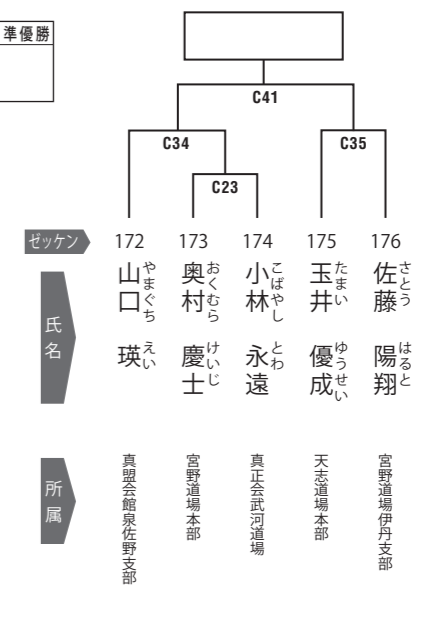 準優勝
C41
C34
C35
C23
ゼッケン
172
173
174
175
176
氏名
山口 瑛
やまぐち えい
奥村 慶士
おくむら けいじ
小林 永遠
こばやし とわ
玉井 優成
たまい ゆうせい
佐藤 陽翔
さとう はると
所属
真盟会館泉佐野支部
宮野道場本部
真正会武河道場
天志道場本部
宮野道場伊丹支部